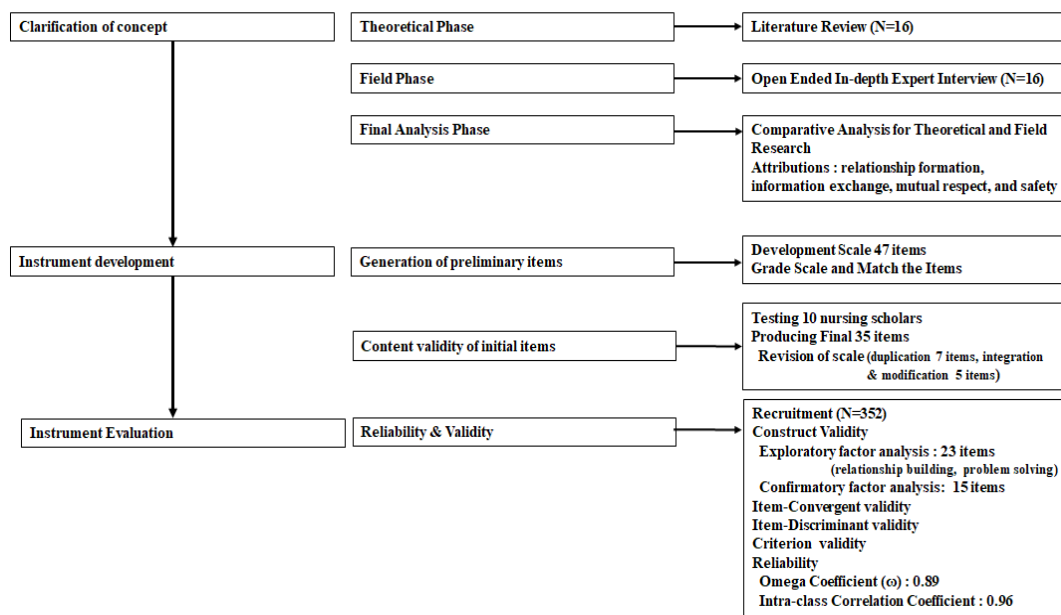 Clarification of concept
Theoretical Phase
Literature Review (N=16)
Field Phase
Open Ended In-depth Expert Interview (N=16)
Final Analysis Phase
Comparative Analysis for Theoretical and Field
Research
Attributions : relationship formation,
information exchange, mutual respect, and safety
Instrument development
Generation of preliminary items
Development Scale 47 items
Grade Scale and Match the Items
Content validity of initial items
Testing 10 nursing scholars
Producing Final 35 items
Revision of scale (duplication 7 items, integration
& modification 5 items)
Instrument Evaluation
Reliability & Validity
Recruitment (N=352)
Construct Validity
Exploratory factor analysis : 23 items
(relationship building, problem solving)
Confirmatory factor analysis: 15 items
Item-Convergent validity
Item-Discriminant validity
Criterion validity
Reliability
Omega Coefficient (ω) : 0.89
Intra-class Correlation Coefficient : 0.96